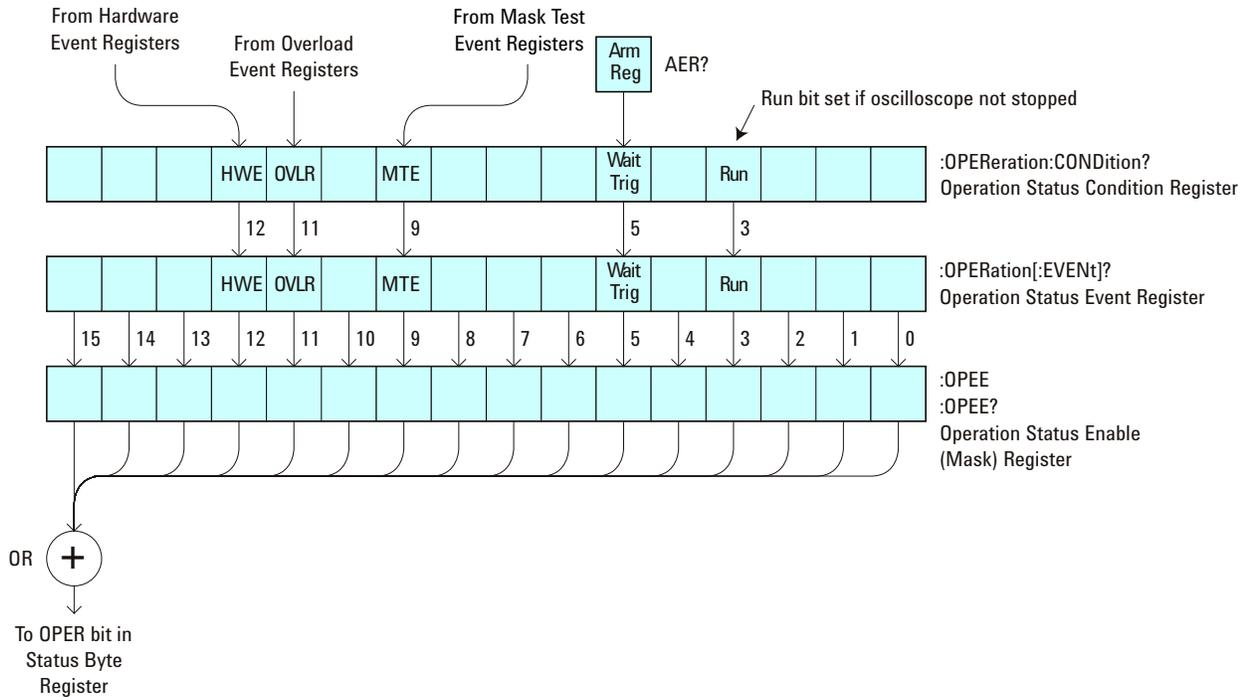 From Hardware
Event Registers
From Overload
Event Registers
From Mask Test
Event Registers
Arm
Reg
AER?
Run bit set if oscilloscope not stopped
HWE OVLR MTE Wait Trig Run
:OPEReration:CONDition?
Operation Status Condition Register
12 11 9 5 3
HWE OVLR MTE Wait Trig Run
:OPERation[:EVENt]?
Operation Status Event Register
15 14 13 12 11 10 9 8 7 6 5 4 3 2 1 0
:OPEE
:OPEE?
Operation Status Enable
(Mask) Register
OR +
To OPER bit in
Status Byte
Register